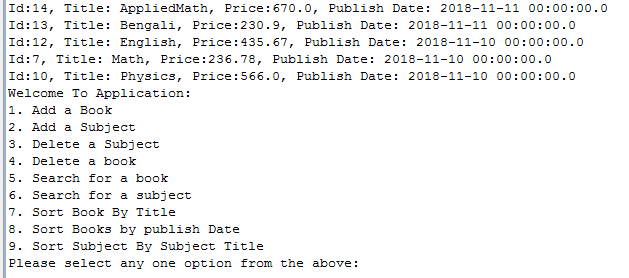 Id:14, Title: AppliedMath, Price:670.0, Publish Date: 2018-11-11 00:00:00.0
Id:13, Title: Bengali, Price:230.9, Publish Date: 2018-11-11 00:00:00.0
Id:12, Title: English, Price:435.67, Publish Date: 2018-11-10 00:00:00.0
Id:7, Title: Math, Price:236.78, Publish Date: 2018-11-10 00:00:00.0
Id:10, Title: Physics, Price:566.0, Publish Date: 2018-11-10 00:00:00.0
Welcome To Application:
1. Add a Book
2. Add a Subject
3. Delete a Subject
4. Delete a book
5. Search for a book
6. Search for a subject
7. Sort Book By Title
8. Sort Books by publish Date
9. Sort Subject By Subject Title
Please select any one option from the above: